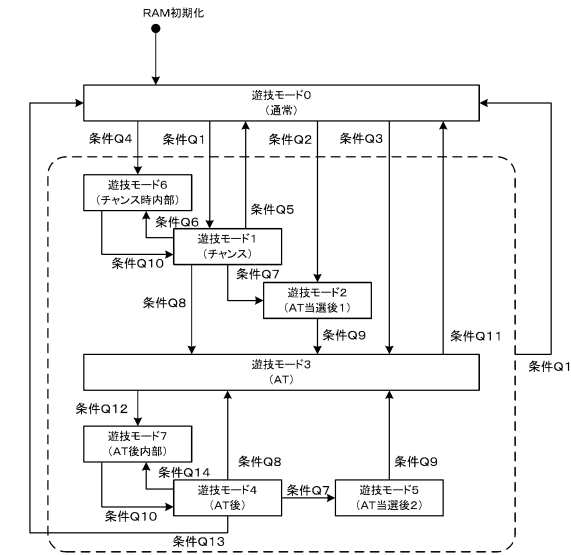 RAM初期化
遊技モード0
(通常)
条件Q4
条件Q1
条件Q2
条件Q3
遊技モード6
(チャンス時内部)
条件Q6
条件Q5
遊技モード1
(チャンス)
条件Q10
条件Q7
条件Q8
遊技モード2
(AT当選後1)
条件Q9
条件Q11
遊技モード3
(AT)
条件Q1
条件Q12
遊技モード7
(AT後内部)
条件Q14
条件Q8
条件Q9
遊技モード4
(AT後)
条件Q7
遊技モード5
(AT当選後2)
条件Q10
条件Q13